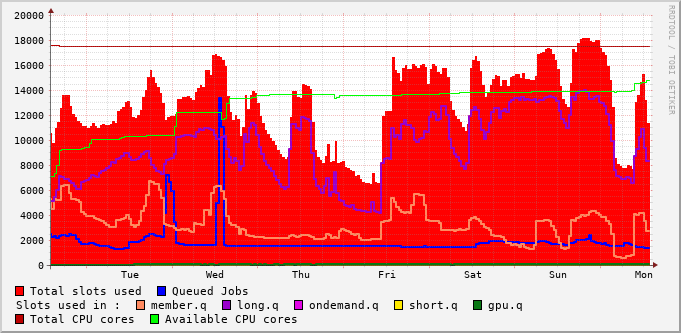 RRDTOOL / TOBI OETIKER
20000
18000
16000
14000
12000
10000
8000
6000
4000
2000
0
Tue Wed Thu Fri Sat Sun Mon
Total slots used Queued Jobs
Slots used in : member.q long.q ondemand.q short.q gpu.q
Total CPU cores Available CPU cores